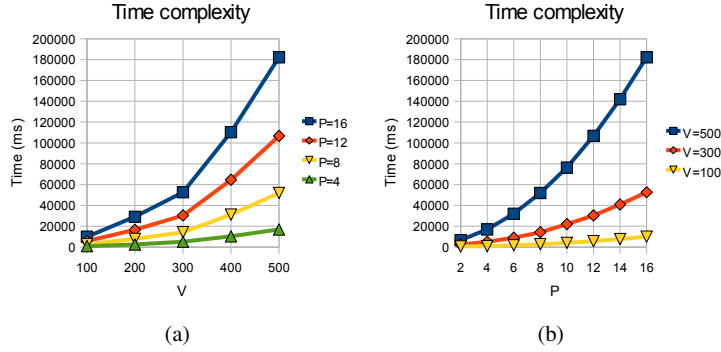 Time complexity
200000
180000
160000
140000
120000
100000
80000
60000
40000
20000
0
Time (ms)
100 200 300 400 500
V
P=16
P=12
P=8
P=4
(a)
Time complexity
200000
180000
160000
140000
120000
100000
80000
60000
40000
20000
0
Time (ms)
2 4 6 8 10 12 14 16
P
V=500
V=300
V=100
(b)